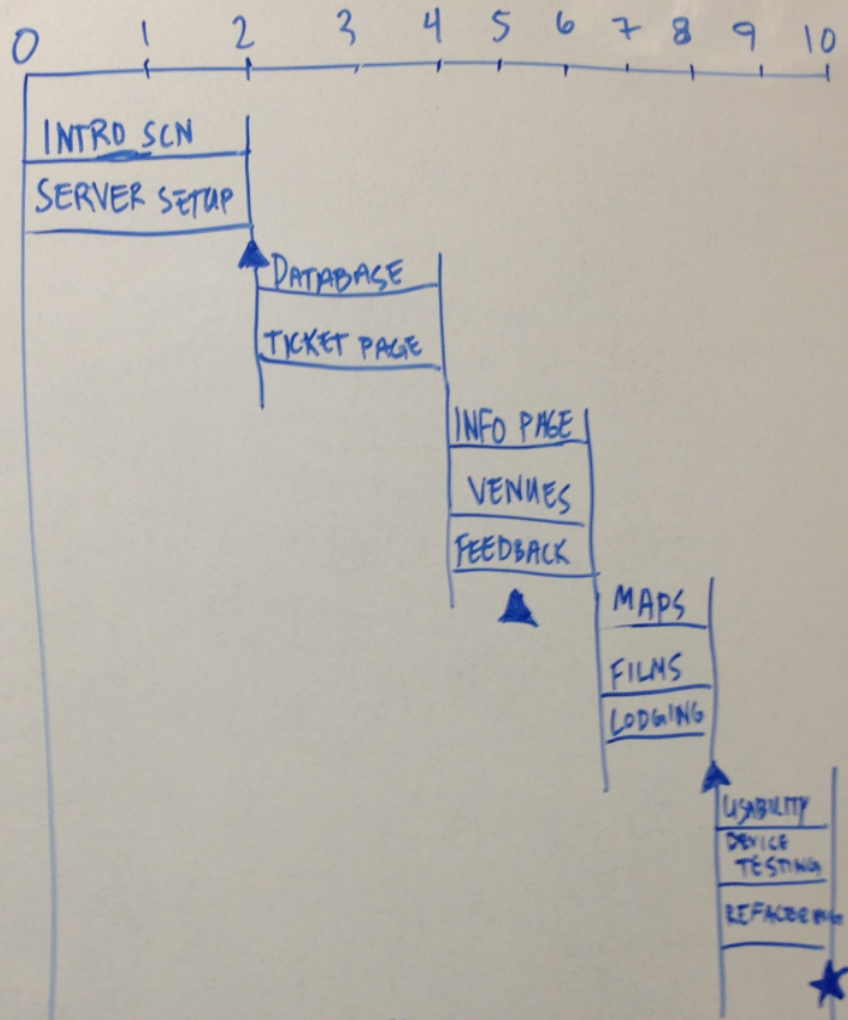 0 1 2 3 4 5 6 7 8 9 10
INTRO SCN
SERVER SETUP
DATABASE
TICKET PAGE
INFO PAGE
VENUES
FEEDBACK
MAPS
FILMS
LODGING
USABILITY
DEVICE
TESTING
REFACTORING